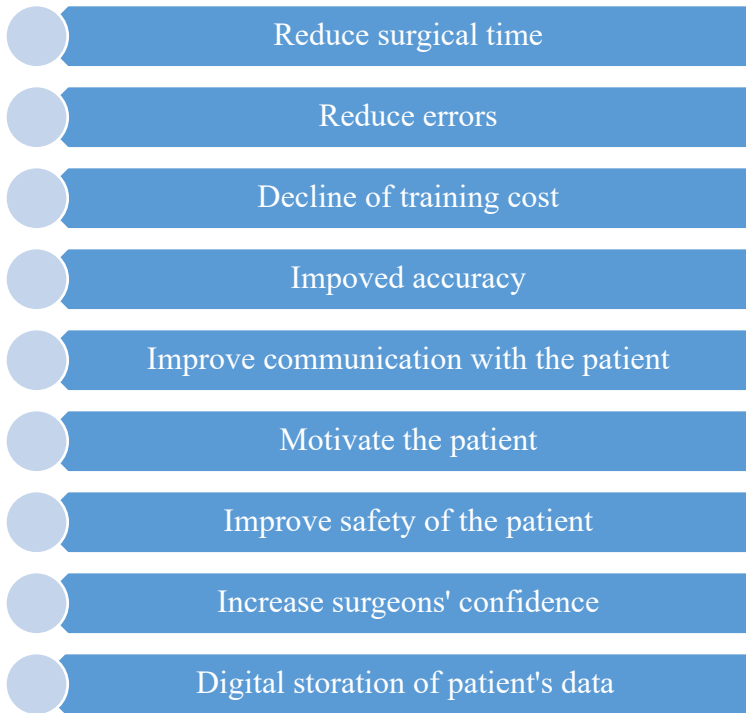 Reduce surgical time
Reduce errors
Decline of training cost
Impoved accuracy
Improve communication with the patient
Motivate the patient
Improve safety of the patient
Increase surgeons' confidence
Digital storation of patient's data